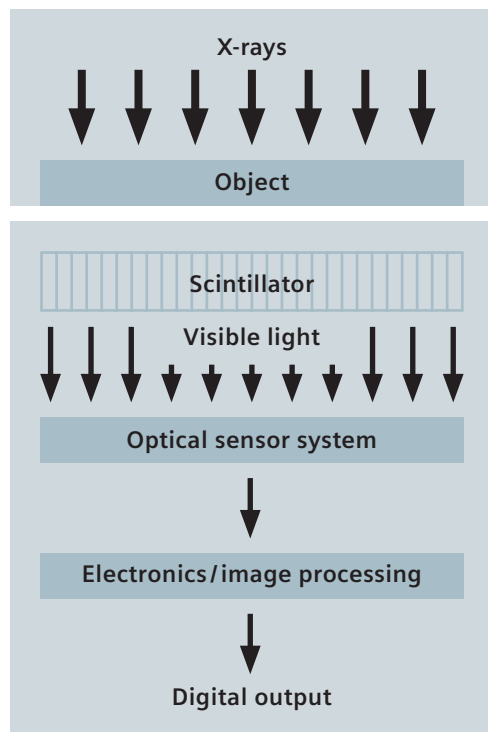 X-rays
Object
Scintillator
Visible light
Optical sensor system
Electronics/image processing
Digital output